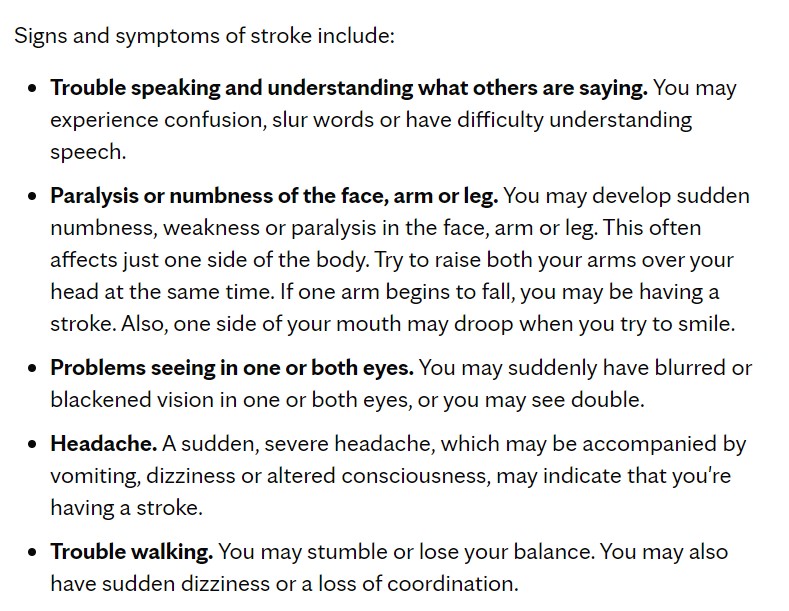 Signs and symptoms of stroke include:
• Trouble speaking and understanding what others are saying. You may
experience confusion, slur words or have difficulty understanding
speech.
• Paralysis or numbness of the face, arm or leg. You may develop sudden
numbness, weakness or paralysis in the face, arm or leg. This often
affects just one side of the body. Try to raise both your arms over your
head at the same time. If one arm begins to fall, you may be having a
stroke. Also, one side of your mouth may droop when you try to smile.
• Problems seeing in one or both eyes. You may suddenly have blurred or
blackened vision in one or both eyes, or you may see double.
• Headache. A sudden, severe headache, which may be accompanied by
vomiting, dizziness or altered consciousness, may indicate that you're
having a stroke.
• Trouble walking. You may stumble or lose your balance. You may also
have sudden dizziness or a loss of coordination.